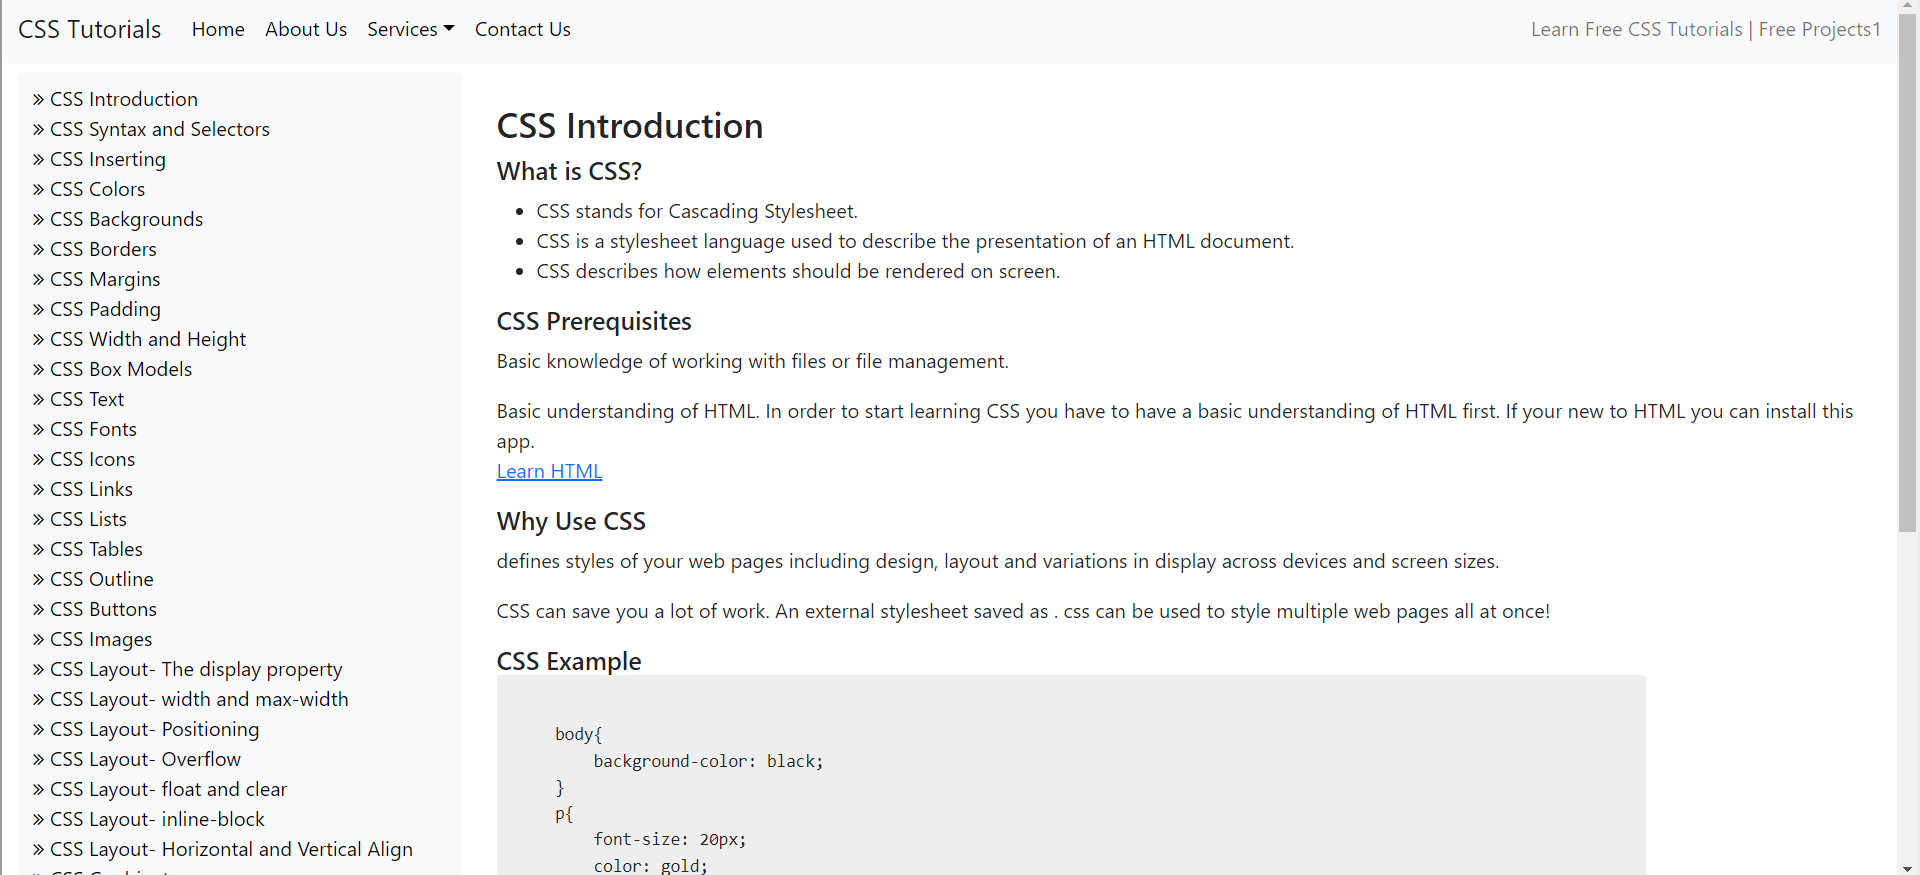 CSS Tutorials Home About Us Services Contact Us Learn Free CSS Tutorials | Free Projects1
» CSS Introduction
» CSS Syntax and Selectors
» CSS Inserting
» CSS Colors
» CSS Backgrounds
» CSS Borders
» CSS Margins
» CSS Padding
» CSS Width and Height
» CSS Box Models
» CSS Text
» CSS Fonts
» CSS Icons
» CSS Links
» CSS Lists
» CSS Tables
» CSS Outline
» CSS Buttons
» CSS Images
» CSS Layout- The display property
» CSS Layout- width and max-width
» CSS Layout- Positioning
» CSS Layout- Overflow
» CSS Layout- float and clear
» CSS Layout- inline-block
» CSS Layout- Horizontal and Vertical Align
CSS Introduction
What is CSS?
• CSS stands for Cascading Stylesheet.
• CSS is a stylesheet language used to describe the presentation of an HTML document.
• CSS describes how elements should be rendered on screen.
CSS Prerequisites
Basic knowledge of working with files or file management.
Basic understanding of HTML. In order to start learning CSS you have to have a basic understanding of HTML first. If your new to HTML you can install this
app.
Learn HTML
Why Use CSS
defines styles of your web pages including design, layout and variations in display across devices and screen sizes.
CSS can save you a lot of work. An external stylesheet saved as . css can be used to style multiple web pages all at once!
CSS Example
body{
background-color: black;
}
p{
font-size: 20px;
color: gold;